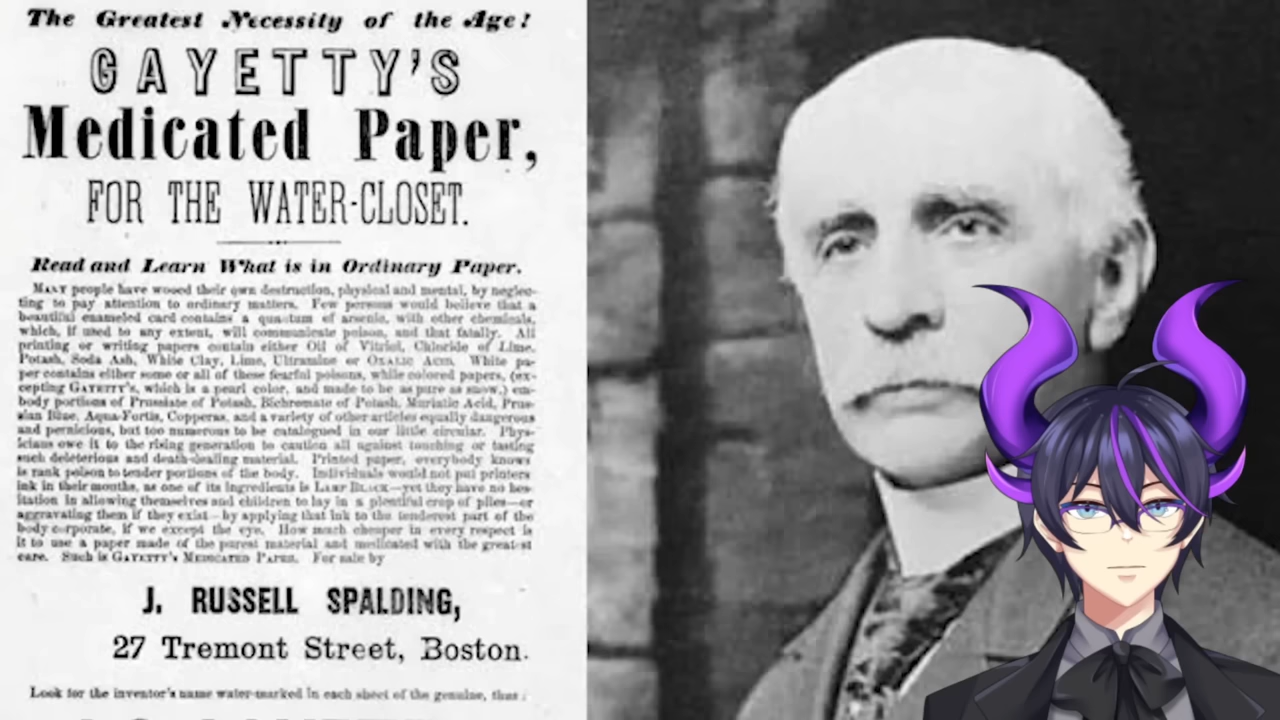 The Greatest Necessity of the Age!
GAYETTY'S
Medicated Paper,
FOR THE WATER-CLOSET.
Read and Learn What is in Ordinary Paper.
MANY people have wooed their own destruction, physical and mental, by neglec-
ting to pay attention to ordinary matters. Few persons would believe that a
beautiful enameled card contains a quantum of arsenic, with other chemicals,
which, if used to any extent, will communicate poison, and that fatally. All
printing or writing papers contain either Oil of Vitriol, Chloride of Lime,
Potash, Soda Ash, White Clay, Lime, Ultramine or OXALIC ACID. White pa-
per contains either some or all of these fearful poisons, while colored papers, (ex-
cepting GAYETTY'S, which is a pearl color, and made to be as pure as snow,) em-
body portions of Prussiate of Potash, Bichromate of Potash, Muriatic Acid, Prus-
sian Blue, Aqua-Fortis, Copperas, and a variety of other articles equally dangerous
and pernicious, but too numerous to be catalogued in our little circular. Phys-
icians owe it to the rising generation to caution all against touching or tasting
such deleterious and death-dealing material. Printed paper, everybody knows
is rank poison to tender portions of the body. Individuals would not put printers
ink in their mouths, as one of its ingredients is LAMP BLACK—yet they have no hes-
itation in allowing themselves and children to lay in a plentiful crop of piles—or
aggravating them if they exist—by applying that ink to the tenderest part of the
body corporate, if we except the eye. How much cheaper in every respect is
it to use a paper made of the purest material and medicated with the greatest
care. Such is GAYETTY'S MEDICATED PAPER. For sale by
J. RUSSELL SPALDING,
27 Tremont Street, Boston.
Look for the inventor's name water-marked in each sheet of the genuine, thus: